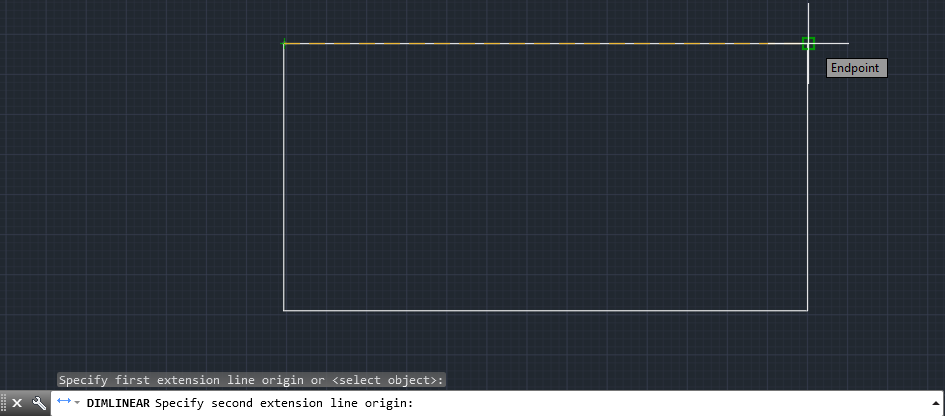 Endpoint
Specify first extension line origin or <select object>:
DIMLINEAR Specify second extension line origin: